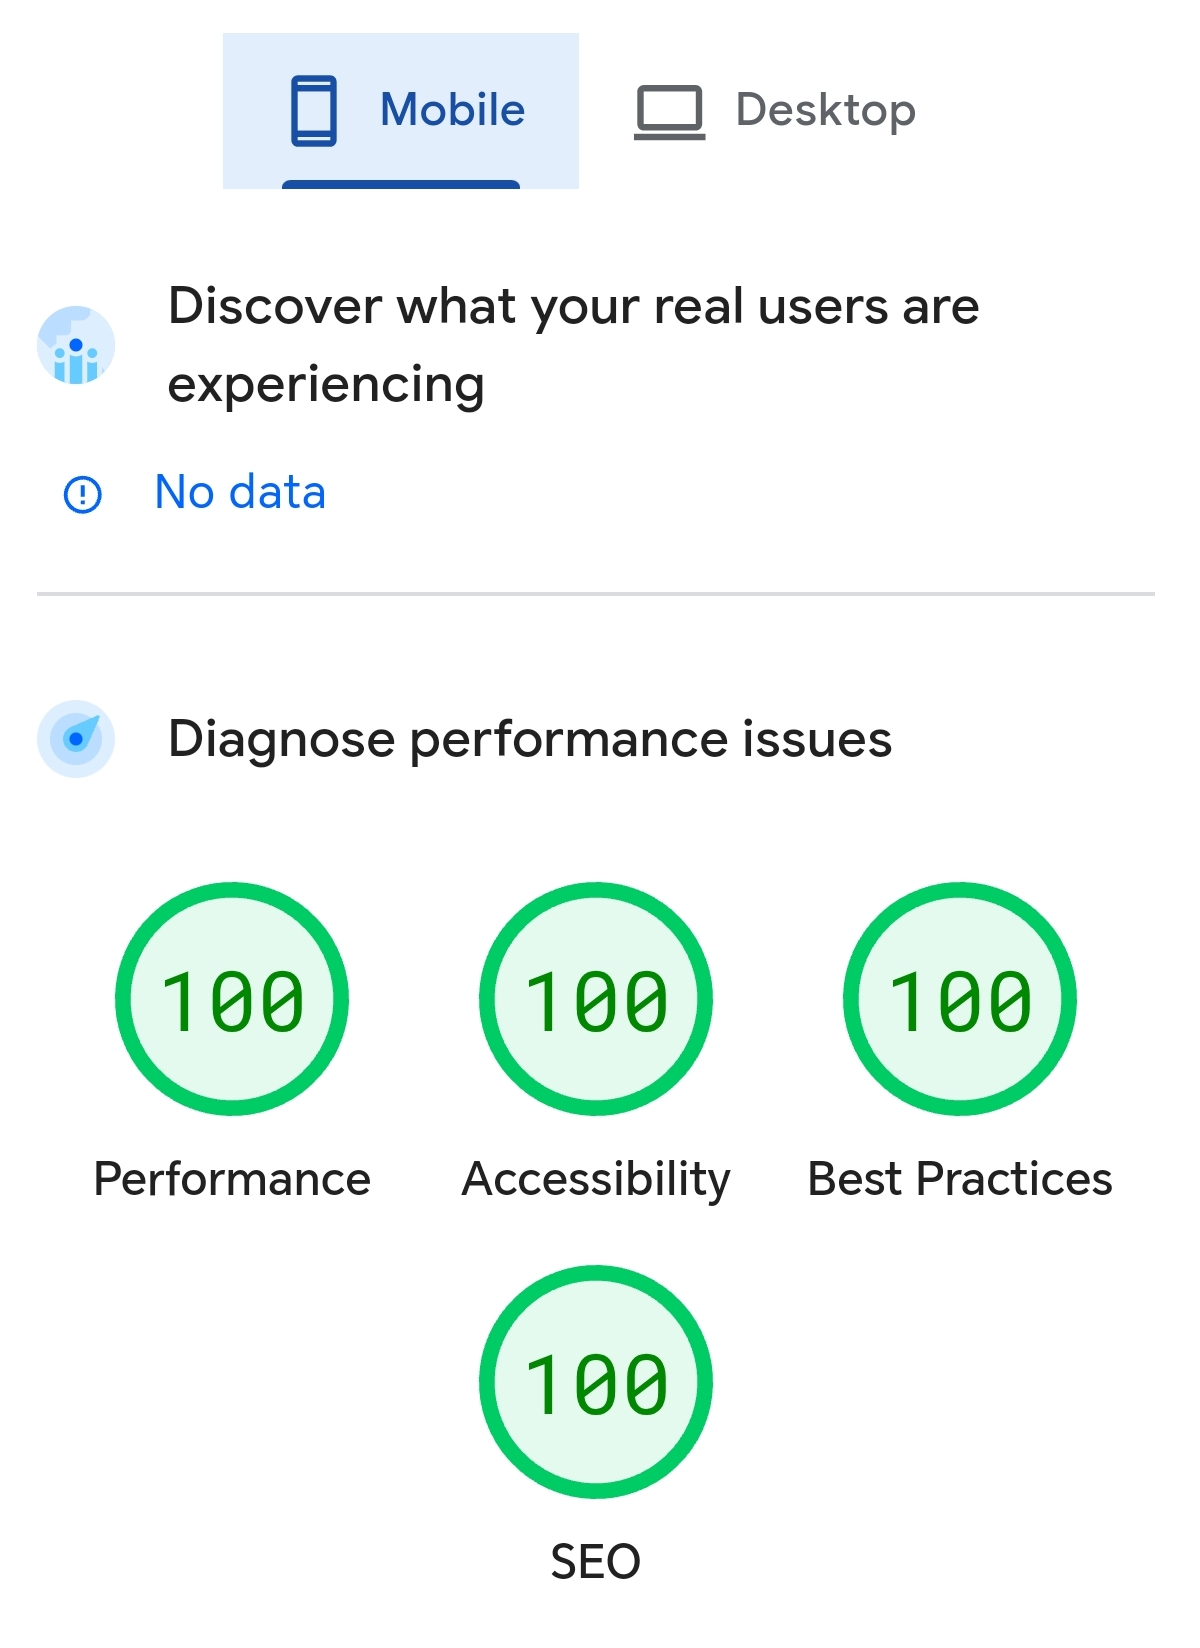 Mobile Desktop
Discover what your real users are
experiencing
No data
Diagnose performance issues
100 100 100
Performance Accessibility Best Practices
100
SEO